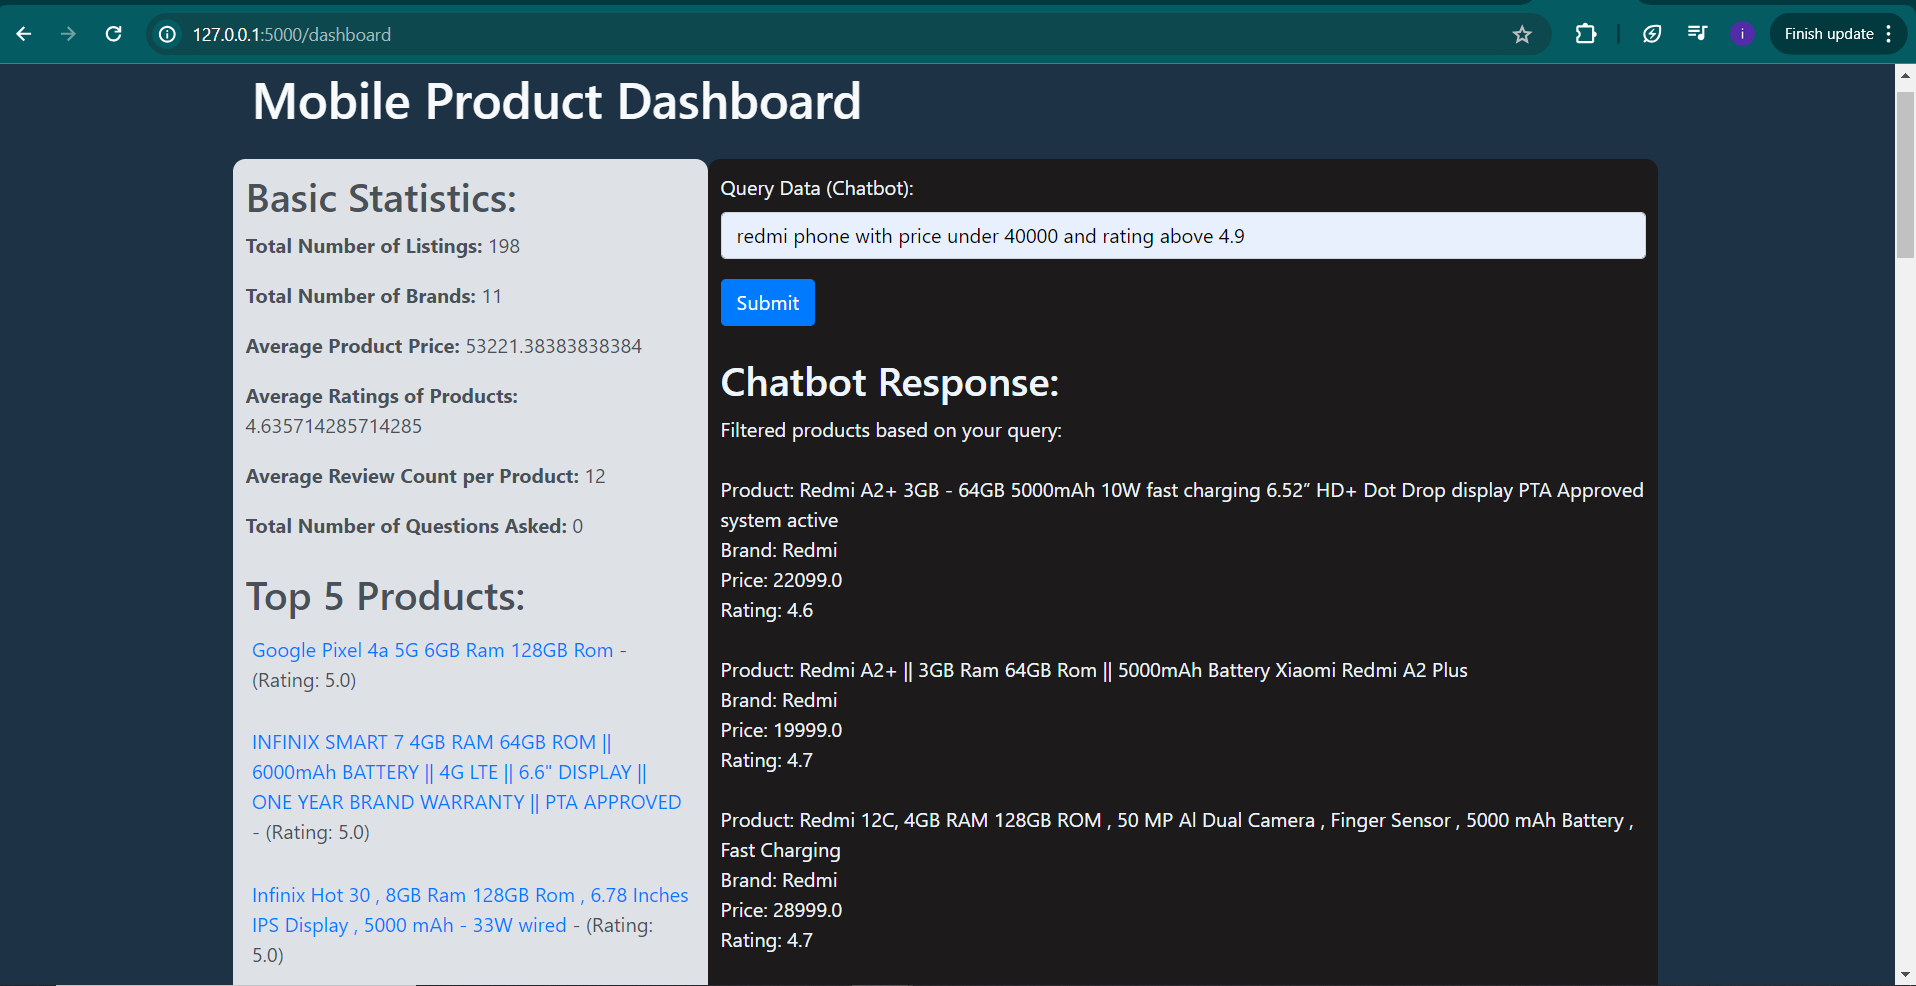 127.0.0.1:5000/dashboard
i
Finish update
Mobile Product Dashboard
Basic Statistics:
Total Number of Listings: 198
Total Number of Brands: 11
Average Product Price: 53221.38383838384
Average Ratings of Products:
4.635714285714285
Average Review Count per Product: 12
Total Number of Questions Asked: 0
Top 5 Products:
Google Pixel 4a 5G 6GB Ram 128GB Rom -
(Rating: 5.0)
INFINIX SMART 7 4GB RAM 64GB ROM ||
6000mAh BATTERY || 4G LTE || 6.6" DISPLAY ||
ONE YEAR BRAND WARRANTY || PTA APPROVED
- (Rating: 5.0)
Infinix Hot 30 , 8GB Ram 128GB Rom , 6.78 Inches
IPS Display , 5000 mAh - 33W wired - (Rating:
5.0)
Query Data (Chatbot):
redmi phone with price under 40000 and rating above 4.9
Submit
Chatbot Response:
Filtered products based on your query:
Product: Redmi A2+ 3GB - 64GB 5000mAh 10W fast charging 6.52” HD+ Dot Drop display PTA Approved
system active
Brand: Redmi
Price: 22099.0
Rating: 4.6
Product: Redmi A2+ || 3GB Ram 64GB Rom || 5000mAh Battery Xiaomi Redmi A2 Plus
Brand: Redmi
Price: 19999.0
Rating: 4.7
Product: Redmi 12C, 4GB RAM 128GB ROM , 50 MP Al Dual Camera , Finger Sensor , 5000 mAh Battery ,
Fast Charging
Brand: Redmi
Price: 28999.0
Rating: 4.7